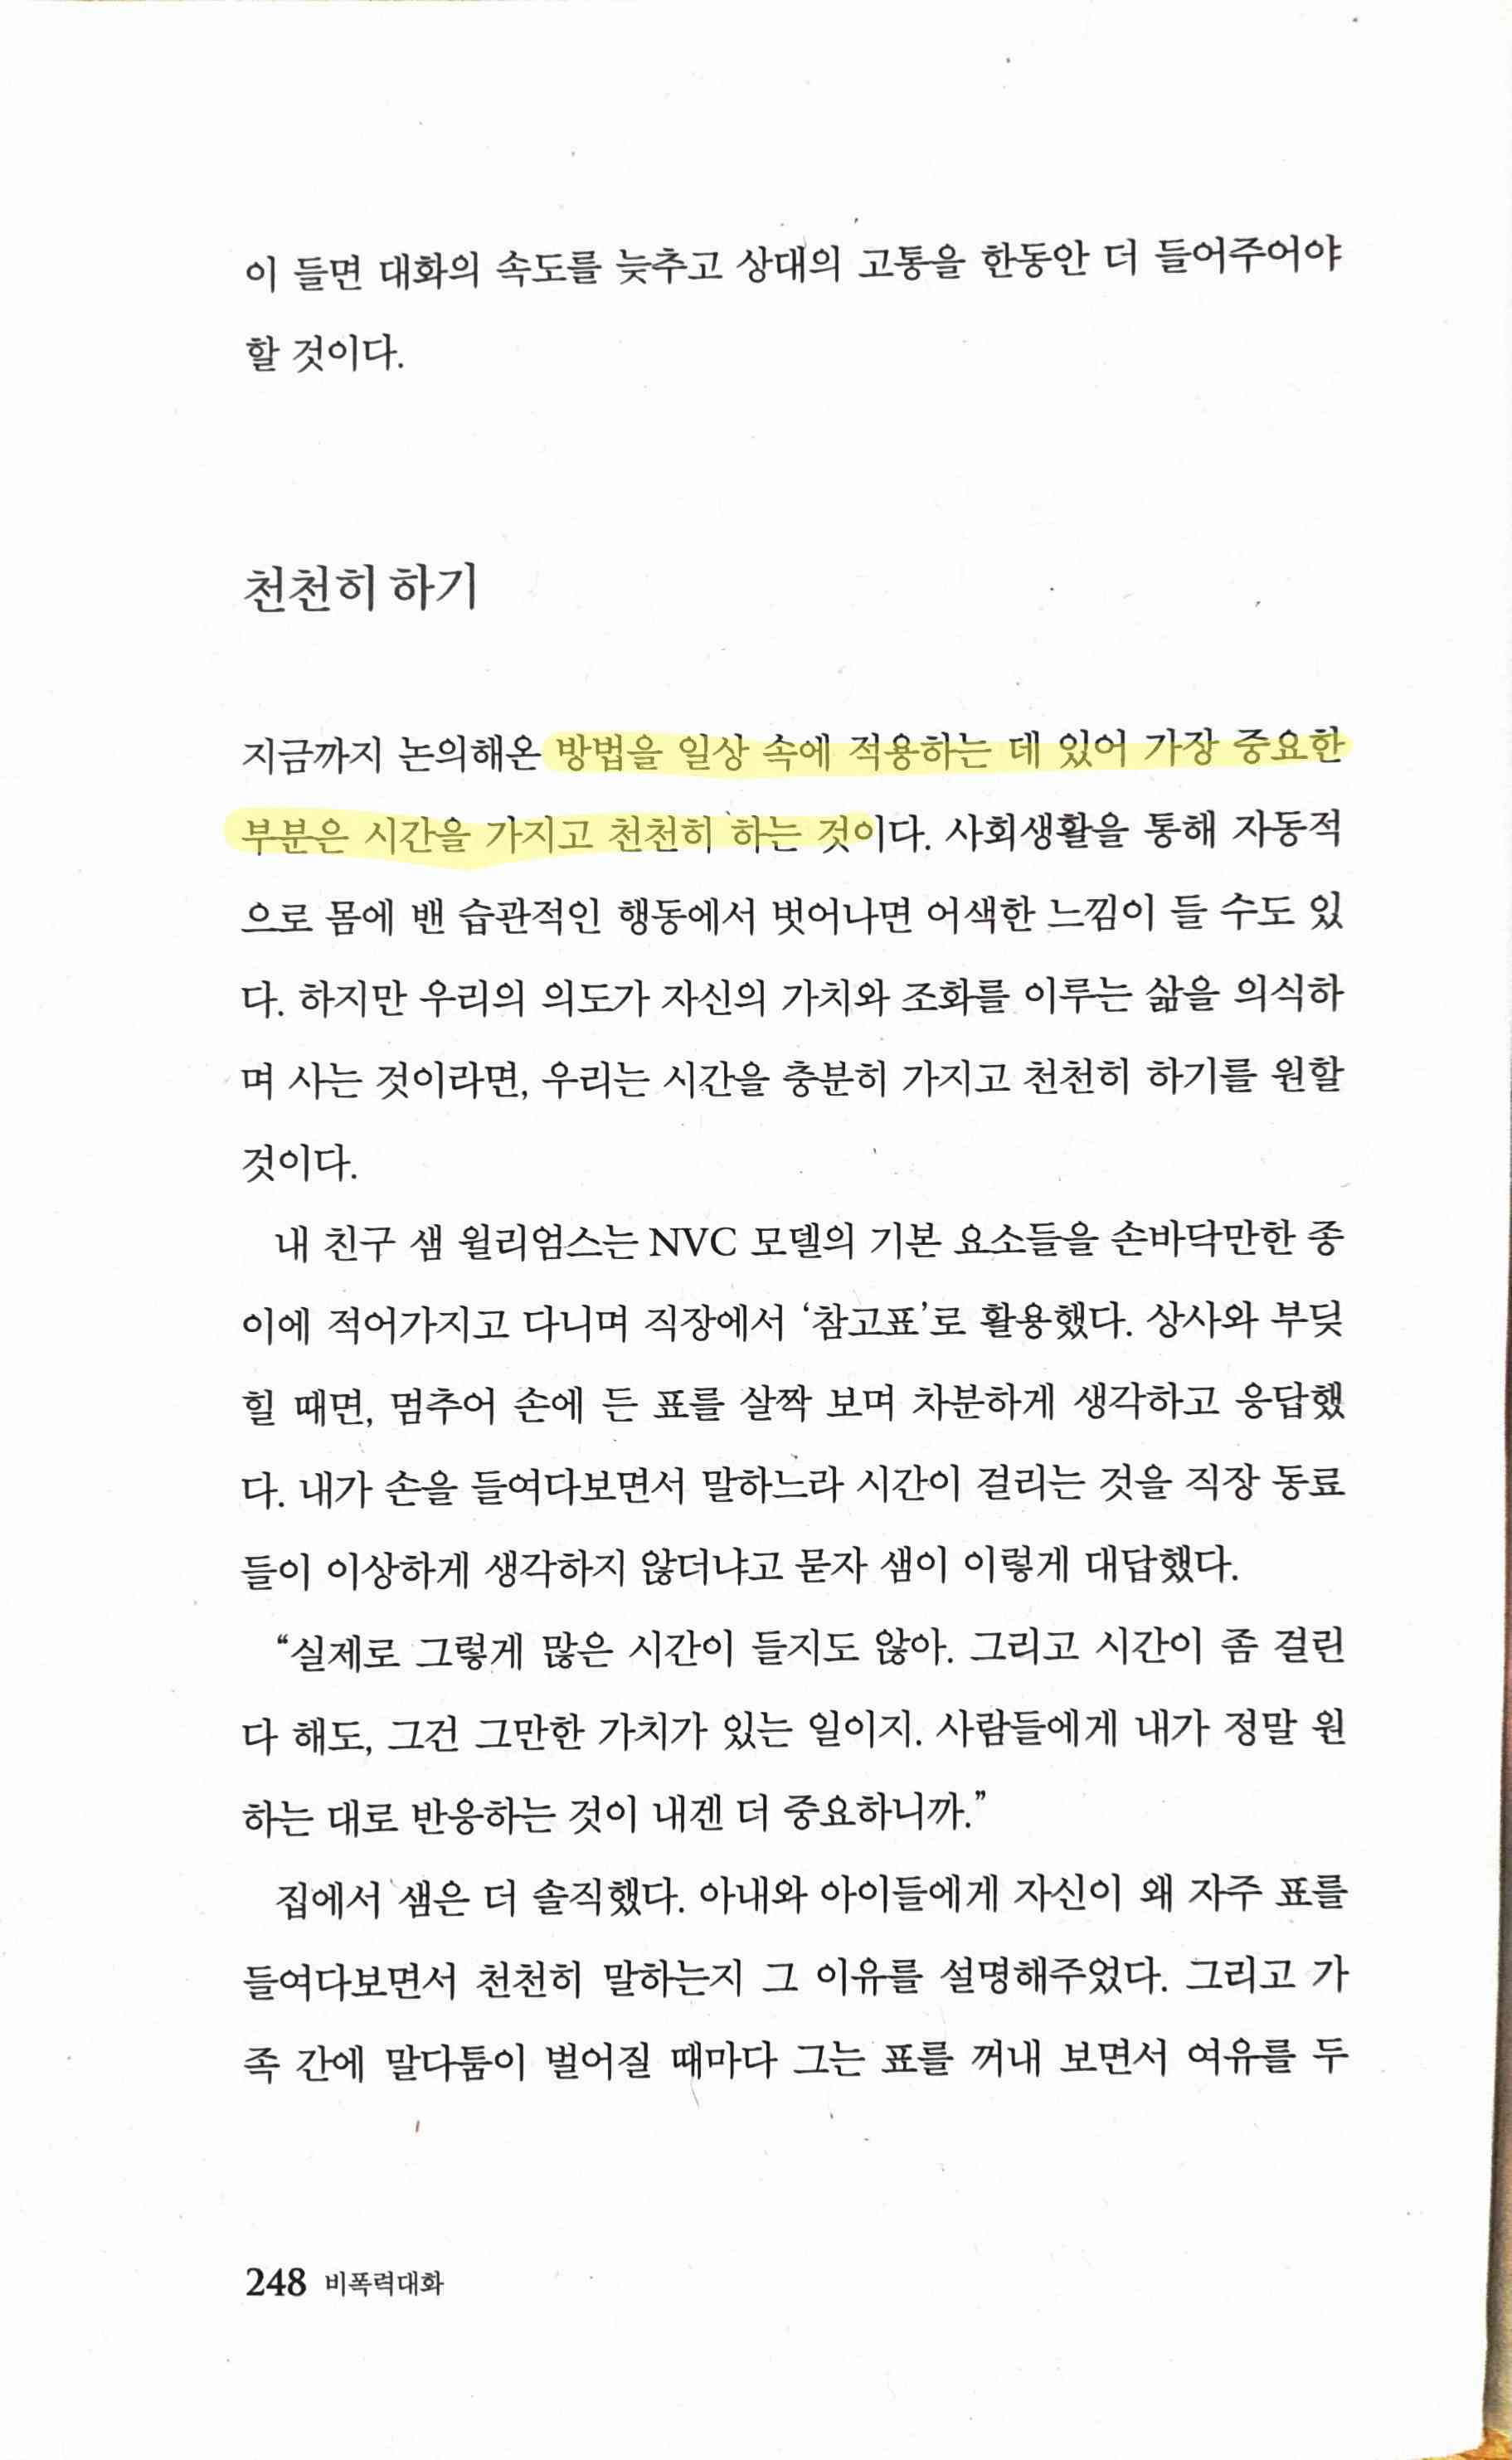 이 들면 대화의 속도를 늦추고 상대의 고통을 한동안 더 들어주어야
할 것이다.
천천히 하기
지금까지 논의해온 방법을 일상 속에 적용하는 데 있어 가장 중요한
부분은 시간을 가지고 천천히 하는 것이다. 사회생활을 통해 자동적
으로 몸에 밴 습관적인 행동에서 벗어나면 어색한 느낌이 들 수도 있
다. 하지만 우리의 의도가 자신의 가치와 조화를 이루는 삶을 의식하
며 사는 것이라면, 우리는 시간을 충분히 가지고 천천히 하기를 원할
것이다.
내 친구 샘 윌리엄스는 NVC 모델의 기본 요소들을 손바닥만한 종
이에 적어가지고 다니며 직장에서 ‘참고표’로 활용했다. 상사와 부딪
힐 때면, 멈추어 손에 든 표를 살짝 보며 차분하게 생각하고 응답했
다. 내가 손을 들여다보면서 말하느라 시간이 걸리는 것을 직장 동료
들이 이상하게 생각하지 않더냐고 묻자 샘이 이렇게 대답했다.
“실제로 그렇게 많은 시간이 들지도 않아. 그리고 시간이 좀 걸린
다 해도, 그건 그만한 가치가 있는 일이지. 사람들에게 내가 정말 원
하는 대로 반응하는 것이 내겐 더 중요하니까.”
집에서 샘은 더 솔직했다. 아내와 아이들에게 자신이 왜 자주 표를
들여다보면서 천천히 말하는지 그 이유를 설명해주었다. 그리고 가
족 간에 말다툼이 벌어질 때마다 그는 표를 꺼내 보면서 여유를 두
248 비폭력대화